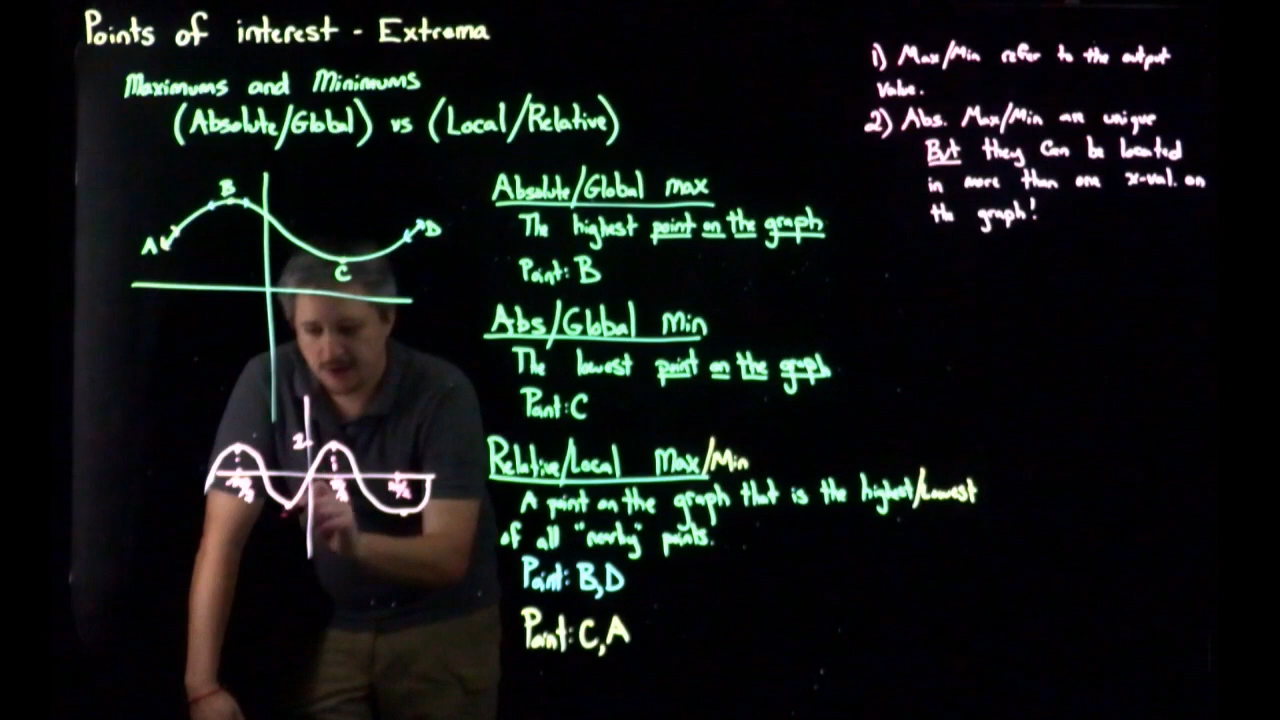 Points of interest - Extrema
Maximums and Minimums
(Absolute/Global) vs (Local/Relative)
B
A
D
C
Absolute/Global max
The highest point on the graph
Point: B
Abs/Global Min
The lowest point on the graph
Point: C
2
Relative/Local Max/Min
A point on the graph that is the highest/Lowest
of all "nearby" points.
Point: B,D
Point: C,A
1) Max/Min refer to the output
value.
2) Abs. Max/Min are unique
But they can be located
in more than one x-val. on
the graph!